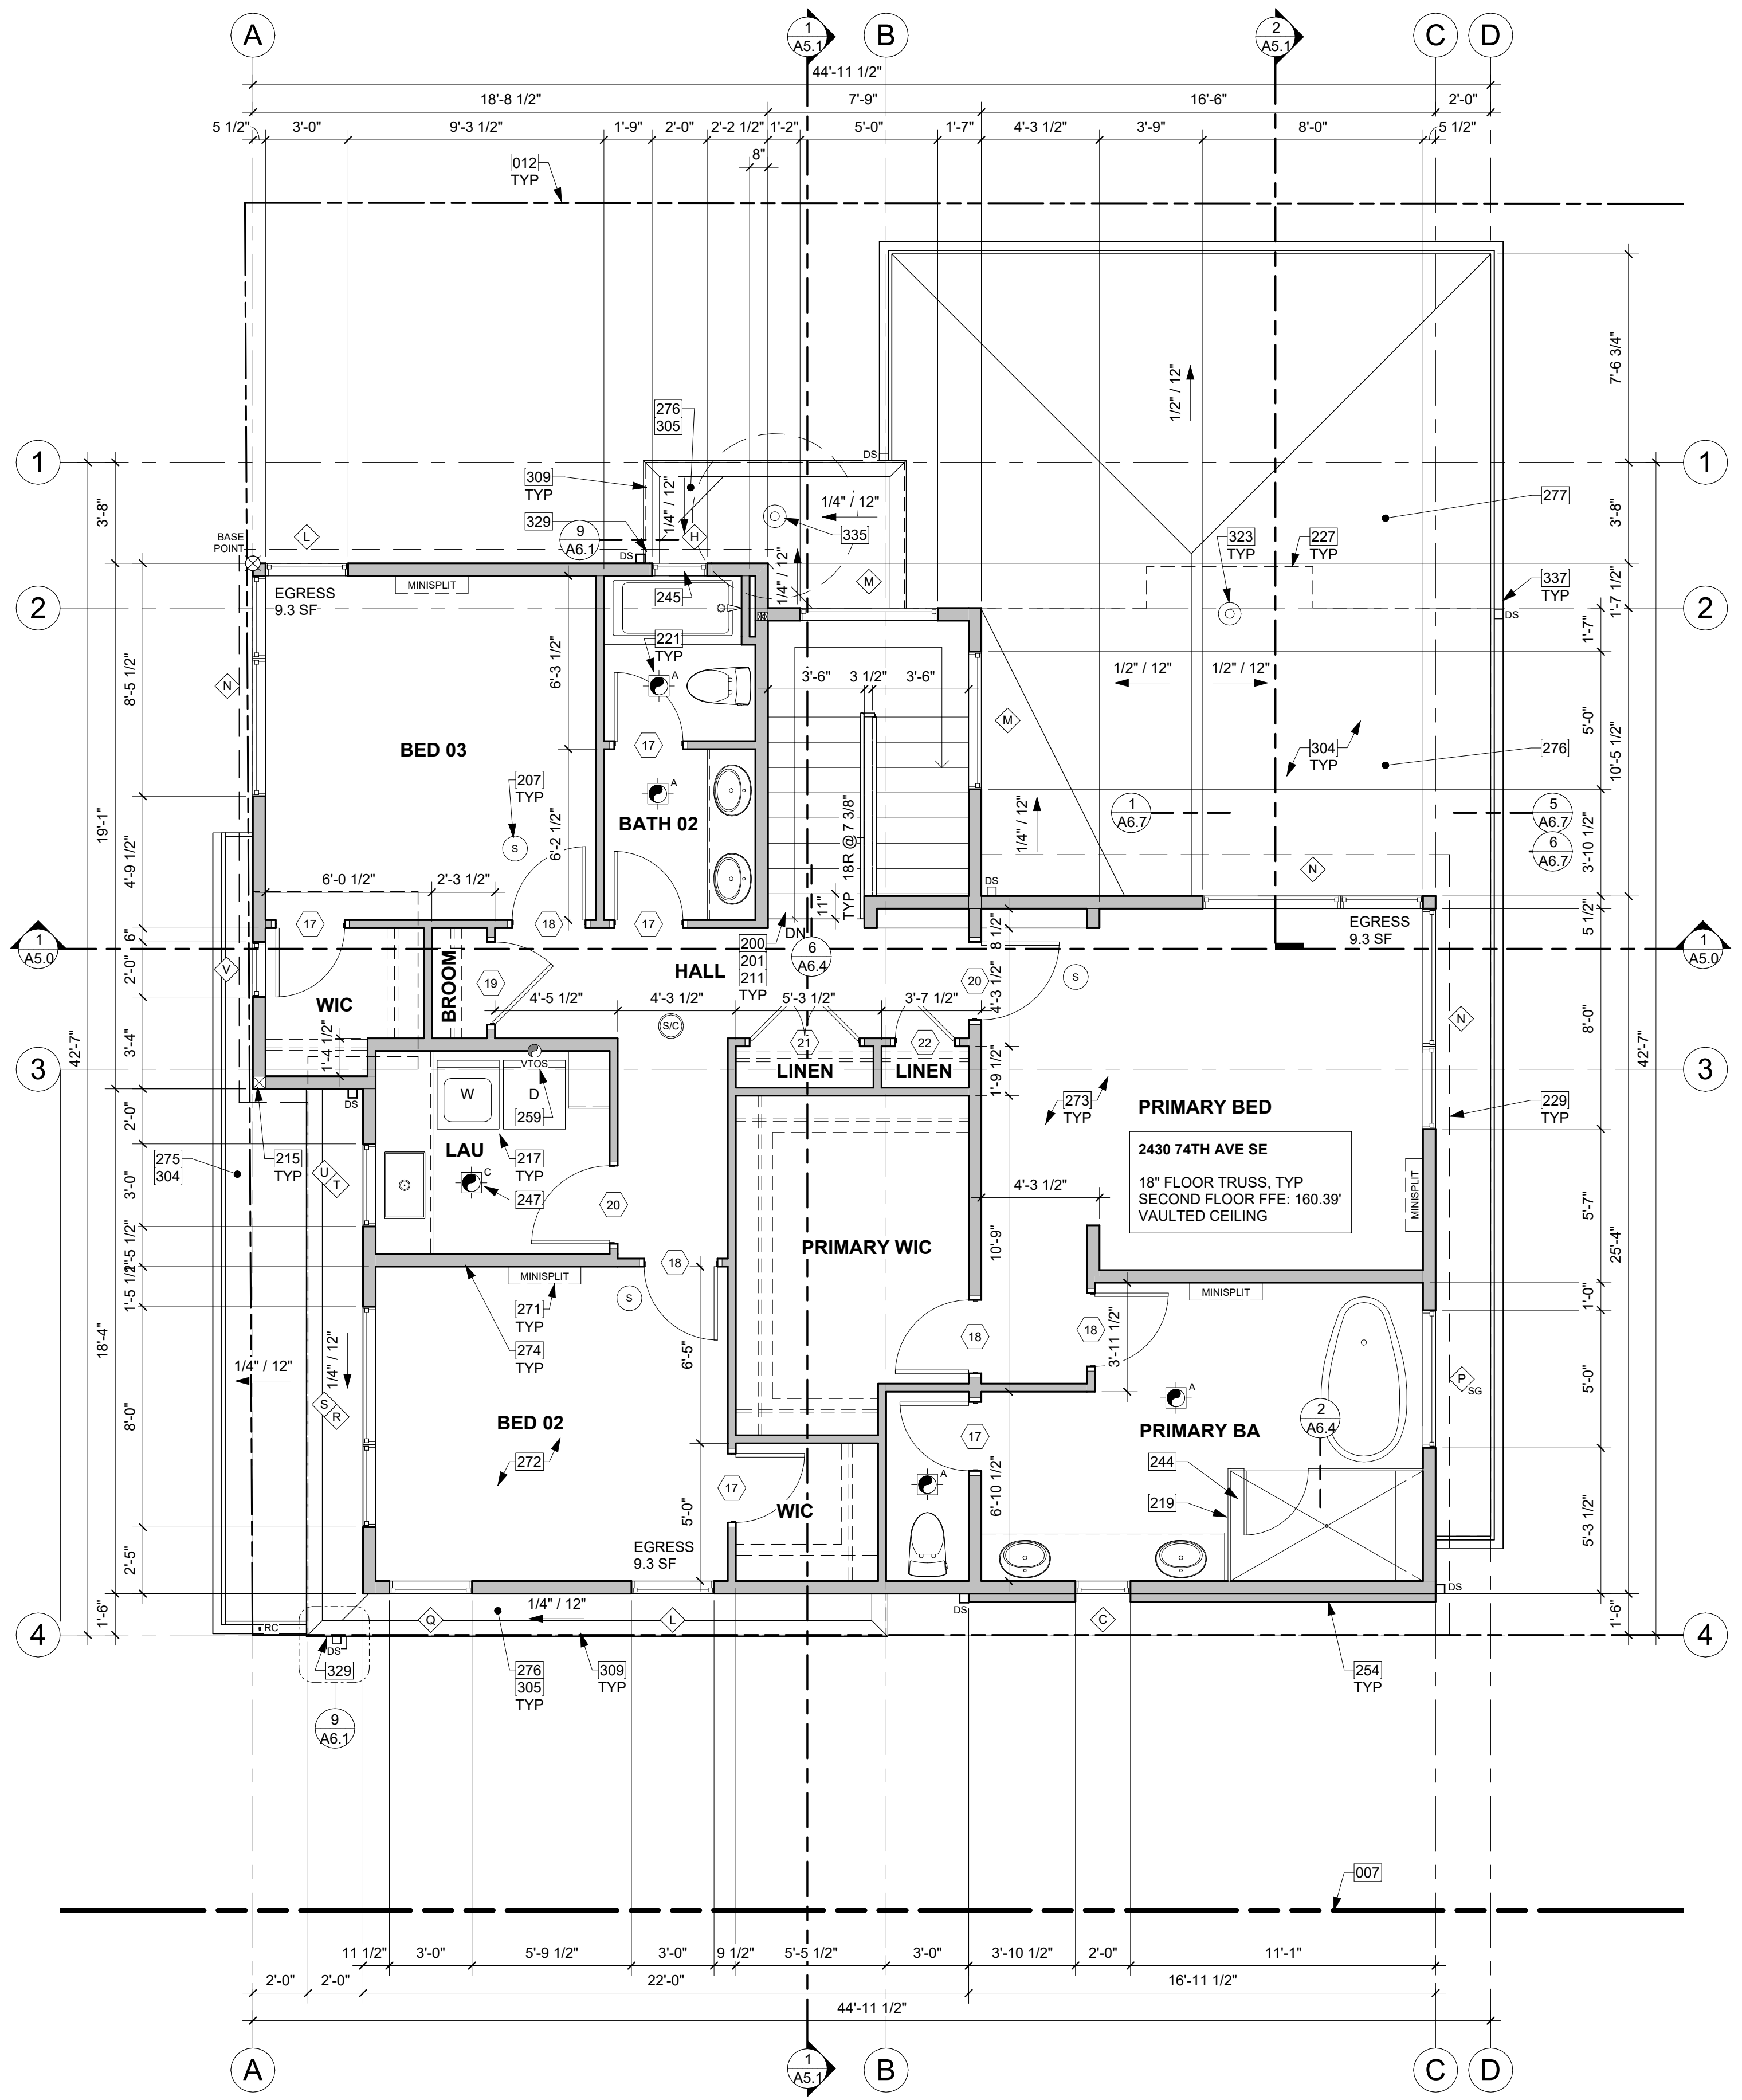 A
1
A5.1
B
2
A5.1
C
D
44'-11 1/2"
18'-8 1/2"
7'-9"
16'-6"
2'-0"
5 1/2"
3'-0"
9'-3 1/2"
1'-9"
2'-0"
2'-2 1/2"
1'-2"
5'-0"
1'-7"
4'-3 1/2"
3'-9"
8'-0"
5 1/2"
8"
012
TYP
7'-6 3/4"
1/2" / 12"
276
305
DS
1
1
309
TYP
1/4" / 12"
1/4" / 12"
277
3'-8"
3'-8"
329
9
A6.1
H
335
323
TYP
227
TYP
L
BASE
POINT
DS
1/4" / 12"
M
337
TYP
MINISPLIT
EGRESS
9.3 SF
245
1'-7 1/2"
2
2
DS
221
TYP
A
6'-3 1/2"
1'-7"
8'-5 1/2"
N
3'-6"
3 1/2"
3'-6"
1/2" / 12"
1/2" / 12"
M
5'-0"
BED 03
17
304
TYP
276
10'-5 1/2"
207
TYP
A
BATH 02
S
6'-2 1/2"
TYP 18R @ 7 3/8"
1/4" / 12"
1
A6.7
5
A6.7
6
A6.7
19'-1"
4'-9 1/2"
3'-10 1/2"
6'-0 1/2"
2'-3 1/2"
N
DS
11"
17
18
17
DN
EGRESS
9.3 SF
5 1/2"
1
A5.0
6"
200
201
211
TYP
6
A6.4
8 1/2"
1
A5.0
V
2'-0"
BROOM
19
HALL
20
S
4'-3 1/2"
WIC
4'-5 1/2"
4'-3 1/2"
5'-3 1/2"
3'-7 1/2"
N
8'-0"
42'-7"
3'-4"
1'-4 1/2"
S/C
21
22
42'-7"
3
VTOS
LINEN
LINEN
1'-9 1/2"
3
W
D
DS
259
273
TYP
PRIMARY BED
229
TYP
2'-0"
LAU
2430 74TH AVE SE
18" FLOOR TRUSS, TYP
SECOND FLOOR FFE: 160.39'
VAULTED CEILING
275
304
215
TYP
U
T
217
TYP
C
247
3'-0"
20
4'-3 1/2"
MINISPLIT
5'-7"
1'-5 1/2"
PRIMARY WIC
10'-9"
25'-4"
18
MINISPLIT
1'-5 1/2"
S
271
TYP
MINISPLIT
1'-0"
18'-4"
274
TYP
6'-5"
18
18
3'-11 1/2"
1/4" / 12"
1/4" / 12"
P
SG
5'-0"
A
S
R
8'-0"
BED 02
2
A6.4
PRIMARY BA
17
272
244
17
A
219
6'-10 1/2"
WIC
5'-0"
5'-3 1/2"
2'-5"
EGRESS
9.3 SF
DS
DS
1/4" / 12"
1'-6"
Q
L
C
1'-6"
4
RC
DS
4
329
276
305
TYP
309
TYP
254
TYP
9
A6.1
007
11 1/2"
3'-0"
5'-9 1/2"
3'-0"
9 1/2"
5'-5 1/2"
3'-0"
3'-10 1/2"
2'-0"
11'-1"
2'-0"
2'-0"
22'-0"
16'-11 1/2"
44'-11 1/2"
A
1
A5.1
B
C
D